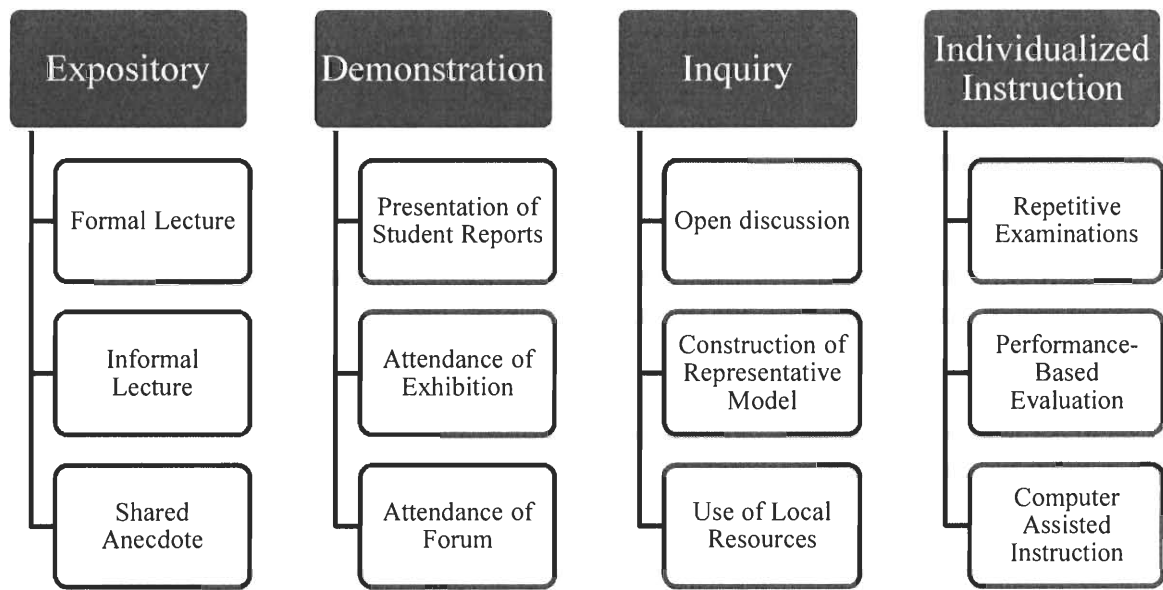 Expository
Formal Lecture
Informal
Lecture
Shared
Anecdote
Demonstration
Presentation of
Student Reports
Attendance of
Exhibition
Attendance of
Forum
Inquiry
Open discussion
Construction of
Representative
Model
Use of Local
Resources
Individualized
Instruction
Repetitive
Examinations
Performance-
Based
Evaluation
Computer
Assisted
Instruction